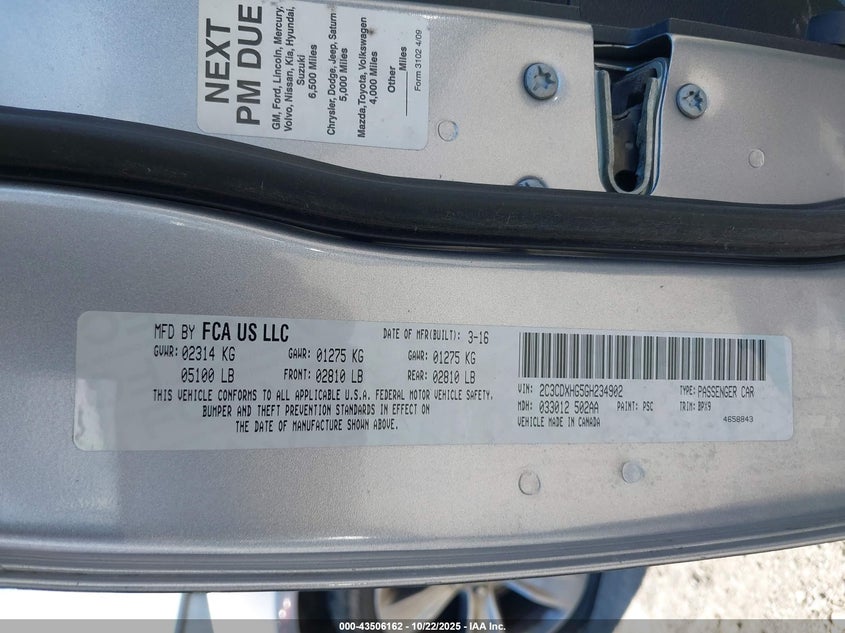 NEXT
PM DUE
GM, Ford, Lincoln, Mercury,
Volvo, Nissan, Kia, Hyundai,
Suzuki
6,500 Miles
Chrysler, Dodge, Jeep, Saturn
5,000 Miles
Mazda,Toyota, Volkswagen
4,000 Miles
Other
Miles
Form 3102 4/09
MFD BY FCA US LLC
DATE OF MFR(BUILT): 3-16
GVWR: 02314 KG GAWR: 01275 KG GAWR: 01275 KG
05100 LB FRONT: 02810 LB REAR: 02810 LB
THIS VEHICLE CONFORMS TO ALL APPLICABLE U.S.A. FEDERAL MOTOR VEHICLE SAFETY,
BUMPER AND THEFT PREVENTION STANDARDS IN EFFECT ON
THE DATE OF MANUFACTURE SHOWN ABOVE.
VIN: 2C3CDXHG5GH234902 TYPE: PASSENGER CAR
MDH: 033012 502AA PAINT: PSC TRIM: BPX9
VEHICLE MADE IN CANADA 4658843
000-43506162 - 10/22/2025 - IAA Inc.